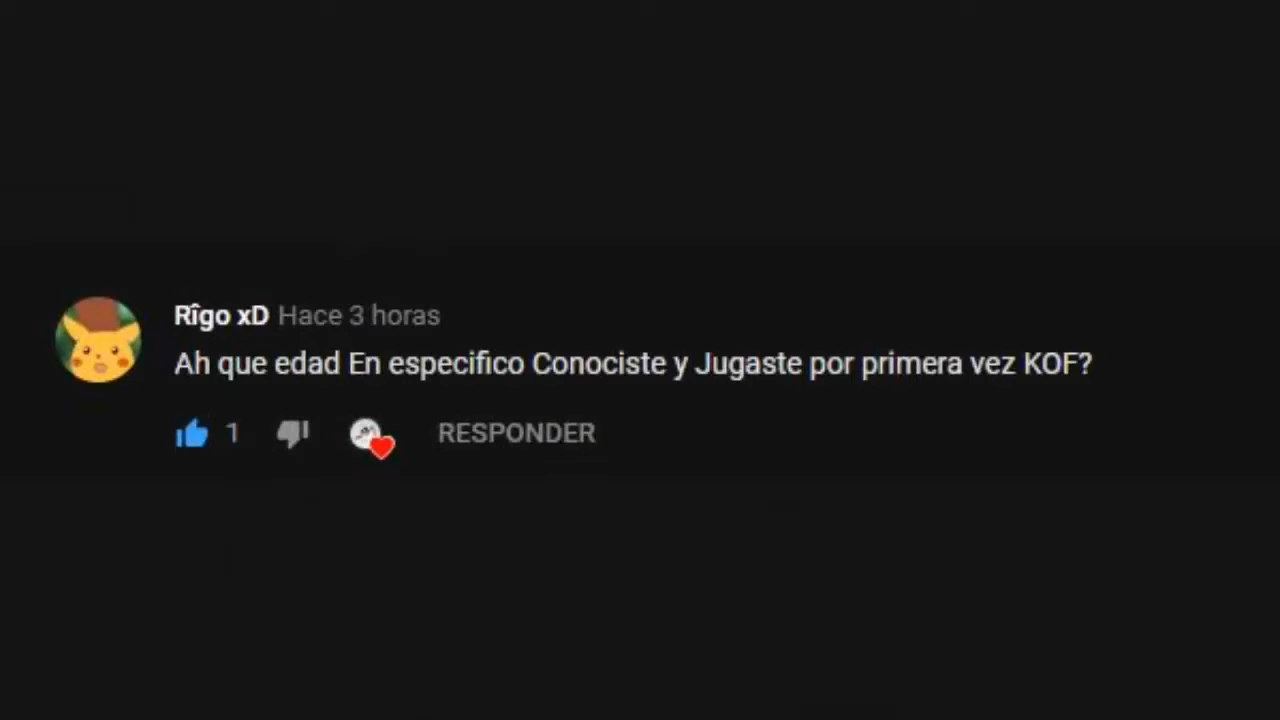 Rîgo xD Hace 3 horas
Ah que edad En especifico Conociste y Jugaste por primera vez KOF?
1 RESPONDER